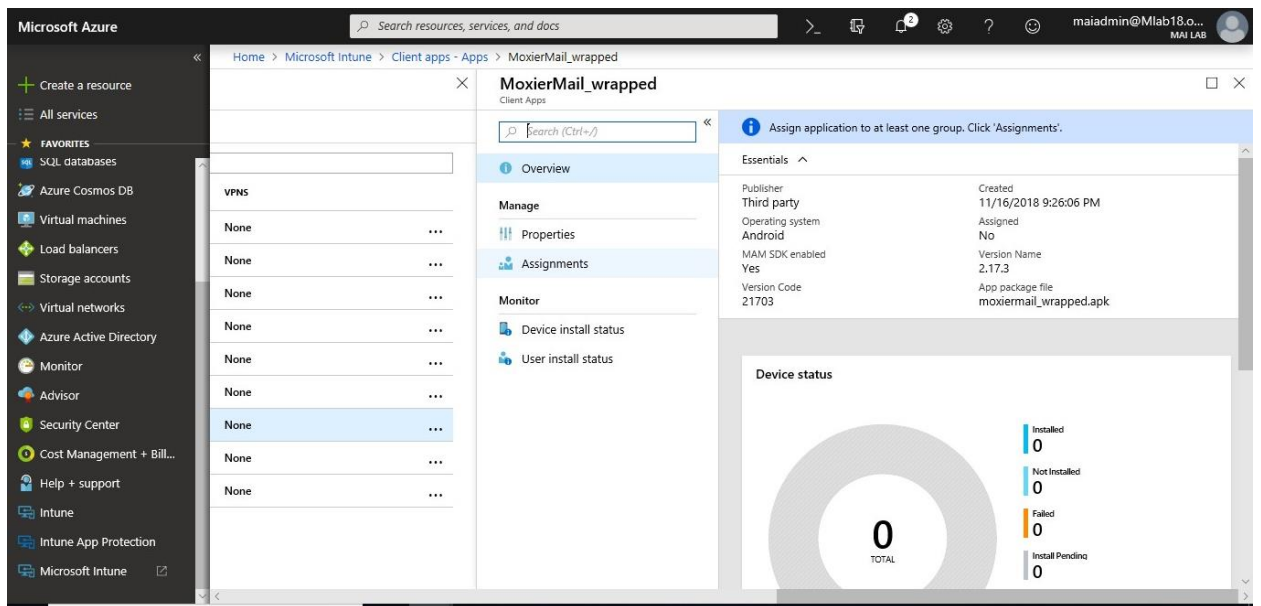 Microsoft Azure
Search resources, services, and docs
2
maiadmin@Mlab18.o...
MAI LAB
Home > Microsoft Intune > Client apps - Apps > MoxierMail_wrapped
Create a resource
All services
FAVORITES
SQL databases
Azure Cosmos DB
Virtual machines
Load balancers
Storage accounts
Virtual networks
Azure Active Directory
Monitor
Advisor
Security Center
Cost Management + Bill...
Help + support
Intune
Intune App Protection
Microsoft Intune
VPNS
None ...
None ...
None ...
None ...
None ...
None ...
None ...
None ...
None ...
MoxierMail_wrapped
Client Apps
Search (Ctrl+/)
Overview
Manage
Properties
Assignments
Monitor
Device install status
User install status
Assign application to at least one group. Click 'Assignments'.
Essentials
Publisher
Third party
Operating system
Android
MAM SDK enabled
Yes
Version Code
21703
Created
11/16/2018 9:26:06 PM
Assigned
No
Version Name
2.17.3
App package file
moxiermail_wrapped.apk
Device status
0
TOTAL
Installed
0
Not Installed
0
Failed
0
Install Pending
0